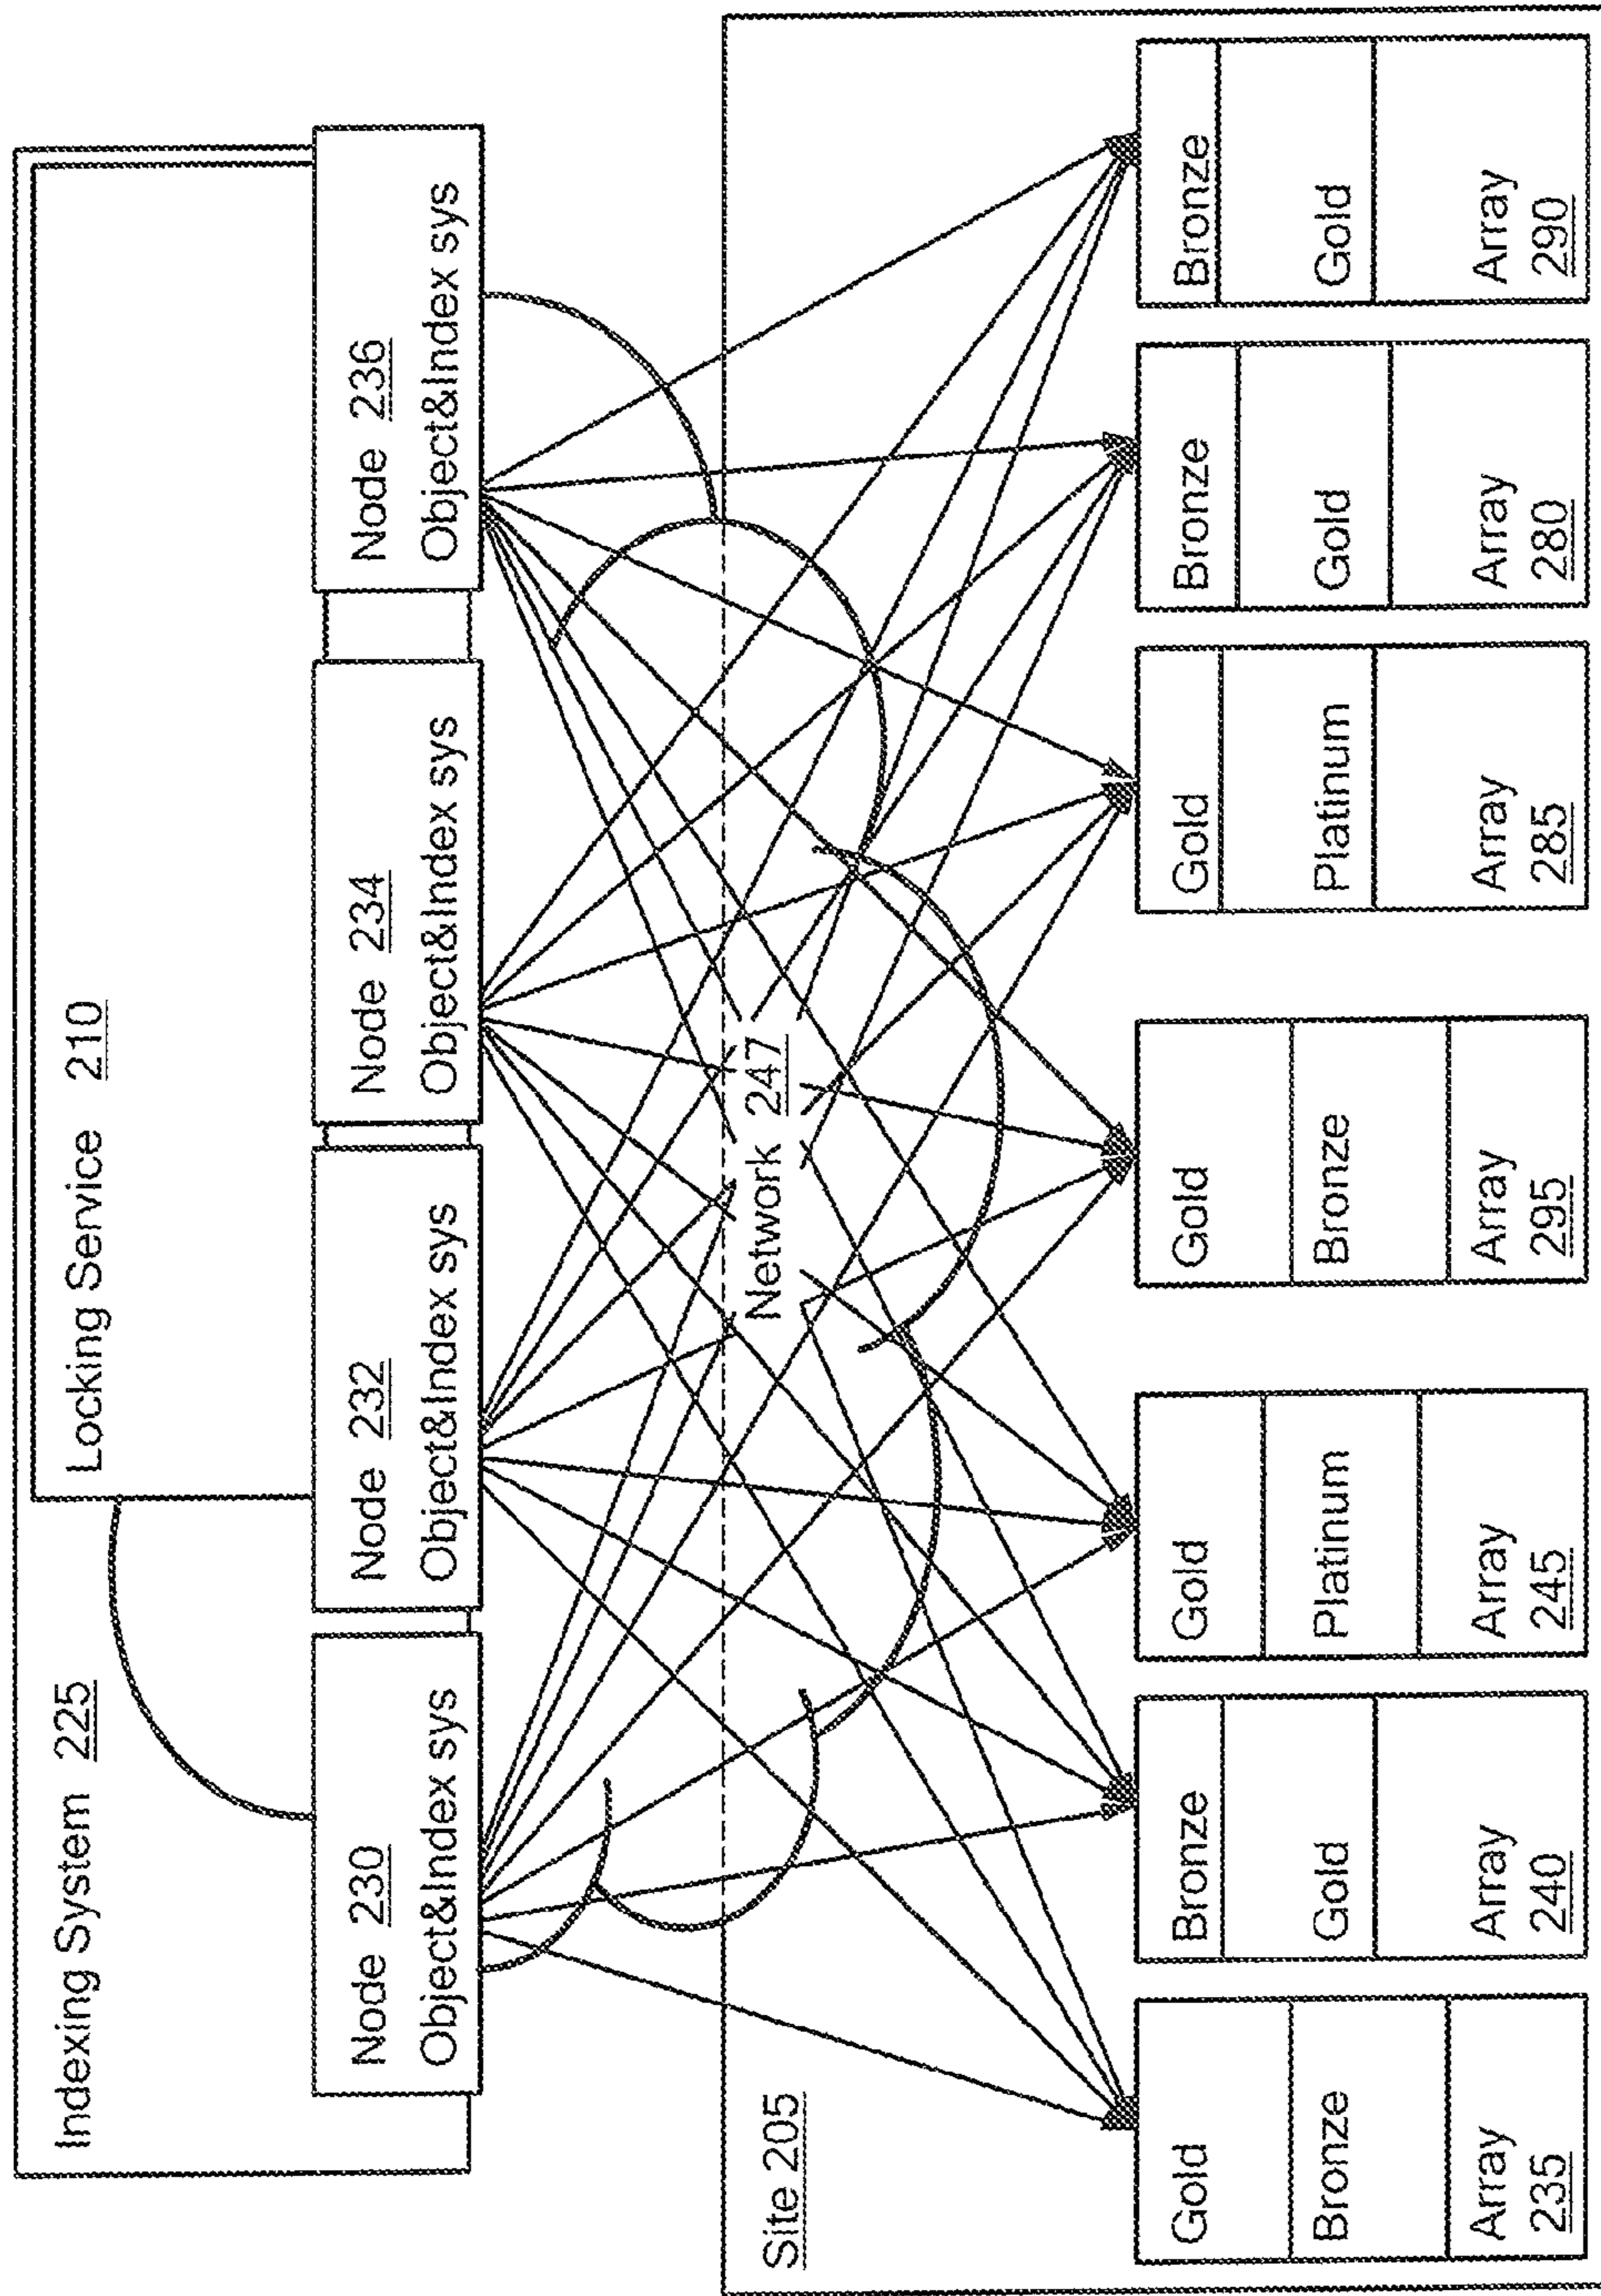 Indexing System 225
Locking Service 210
Node 230
Object&Index sys
Node 232
Object&Index sys
Node 234
Object&Index sys
Node 236
Object&Index sys
Network 247
Site 205
Gold
Bronze
Array
235
Bronze
Gold
Array
240
Gold
Platinum
Array
245
Gold
Bronze
Array
295
Gold
Platinum
Array
285
Bronze
Gold
Array
280
Bronze
Gold
Array
290